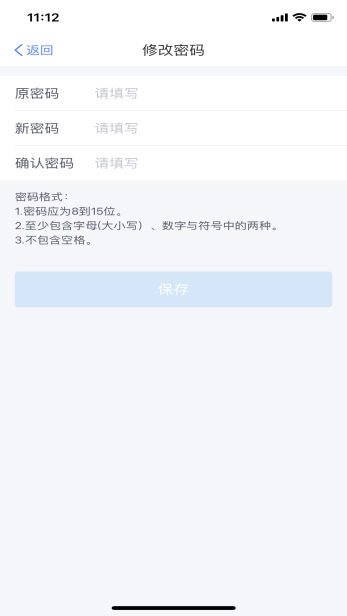 11:12
返回
修改密码
原密码 请填写
新密码 请填写
确认密码 请填写
密码格式：
1.密码应为8到15位。
2.至少包含字母(大小写）、数字与符号中的两种。
3.不包含空格。
保存